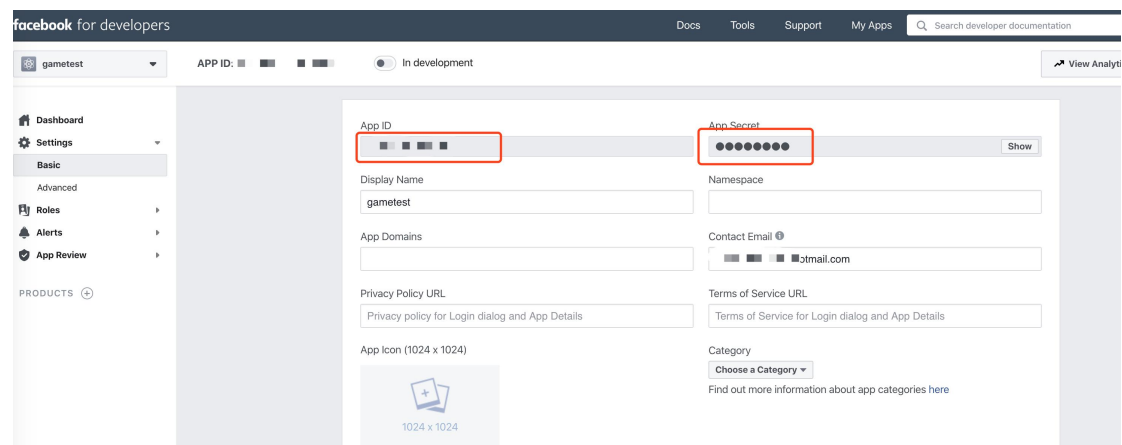 facebook for developers
Docs
Tools
Support
My Apps
Search developer documentation
gametest
APP ID:
In development
View Analyti
Dashboard
Settings
Basic
Advanced
Roles
Alerts
App Review
PRODUCTS
App ID
App Secret
●●●●●●●●
Show
Display Name
Namespace
gametest
App Domains
Contact Email
otmail.com
Privacy Policy URL
Terms of Service URL
Privacy policy for Login dialog and App Details
Terms of Service for Login dialog and App Details
App Icon (1024 x 1024)
Category
Choose a Category
Find out more information about app categories here
1024 x 1024